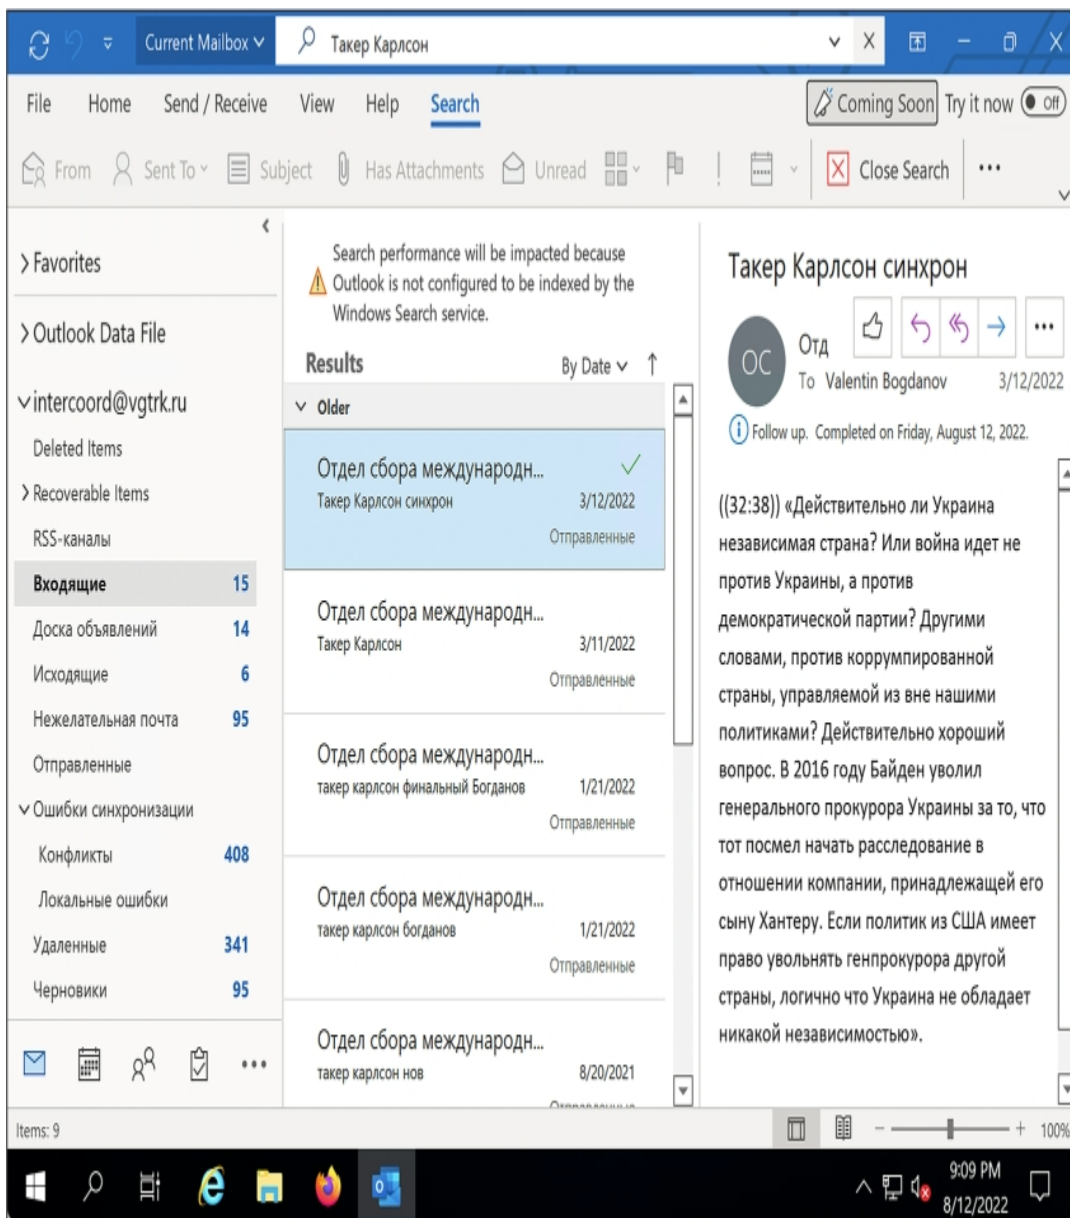 Current Mailbox
Такер Карлсон
File Home Send / Receive View Help Search
Coming Soon Try it now Off
From Sent To Subject Has Attachments Unread Close Search
Favorites
Outlook Data File
intercoord@vgtrk.ru
Deleted Items
Recoverable Items
RSS-каналы
Входящие 15
Доска объявлений 14
Исходящие 6
Нежелательная почта 95
Отправленные
Ошибки синхронизации
Конфликты 408
Локальные ошибки
Удаленные 341
Черновики 95
Search performance will be impacted because
Outlook is not configured to be indexed by the
Windows Search service.
Results By Date
Older
Отдел сбора международн...
Такер Карлсон синхрон 3/12/2022
Отправленные
Отдел сбора международн...
Такер Карлсон 3/11/2022
Отправленные
Отдел сбора международн...
такер карлсон финальный Богданов 1/21/2022
Отправленные
Отдел сбора международн...
такер карлсон богданов 1/21/2022
Отправленные
Отдел сбора международн...
такер карлсон нов 8/20/2021
Такер Карлсон синхрон
ОС
Отд
To Valentin Bogdanov 3/12/2022
Follow up. Completed on Friday, August 12, 2022.
((32:38)) «Действительно ли Украина
независимая страна? Или война идет не
против Украины, а против
демократической партии? Другими
словами, против коррумпированной
страны, управляемой из вне нашими
политиками? Действительно хороший
вопрос. В 2016 году Байден уволил
генерального прокурора Украины за то, что
тот посмел начать расследование в
отношении компании, принадлежащей его
сыну Хантеру. Если политик из США имеет
право увольнять генпрокурора другой
страны, логично что Украина не обладает
никакой независимостью».
Items: 9
100%
9:09 PM
8/12/2022